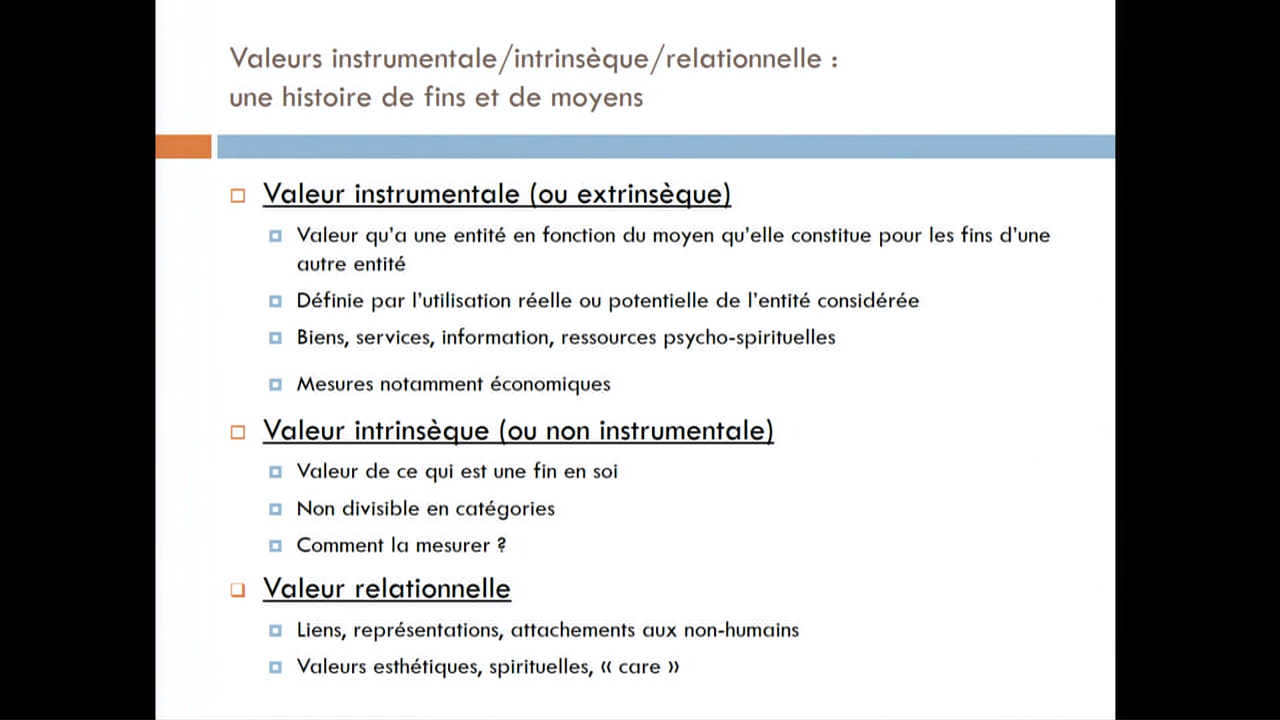 Valeurs instrumentale/intrinsèque/relationnelle :
une histoire de fins et de moyens
Valeur instrumentale (ou extrinsèque)
Valeur qu'a une entité en fonction du moyen qu'elle constitue pour les fins d'une
autre entité
Définie par l'utilisation réelle ou potentielle de l'entité considérée
Biens, services, information, ressources psycho-spirituelles
Mesures notamment économiques
Valeur intrinsèque (ou non instrumentale)
Valeur de ce qui est une fin en soi
Non divisible en catégories
Comment la mesurer ?
Valeur relationnelle
Liens, représentations, attachements aux non-humains
Valeurs esthétiques, spirituelles, « care »